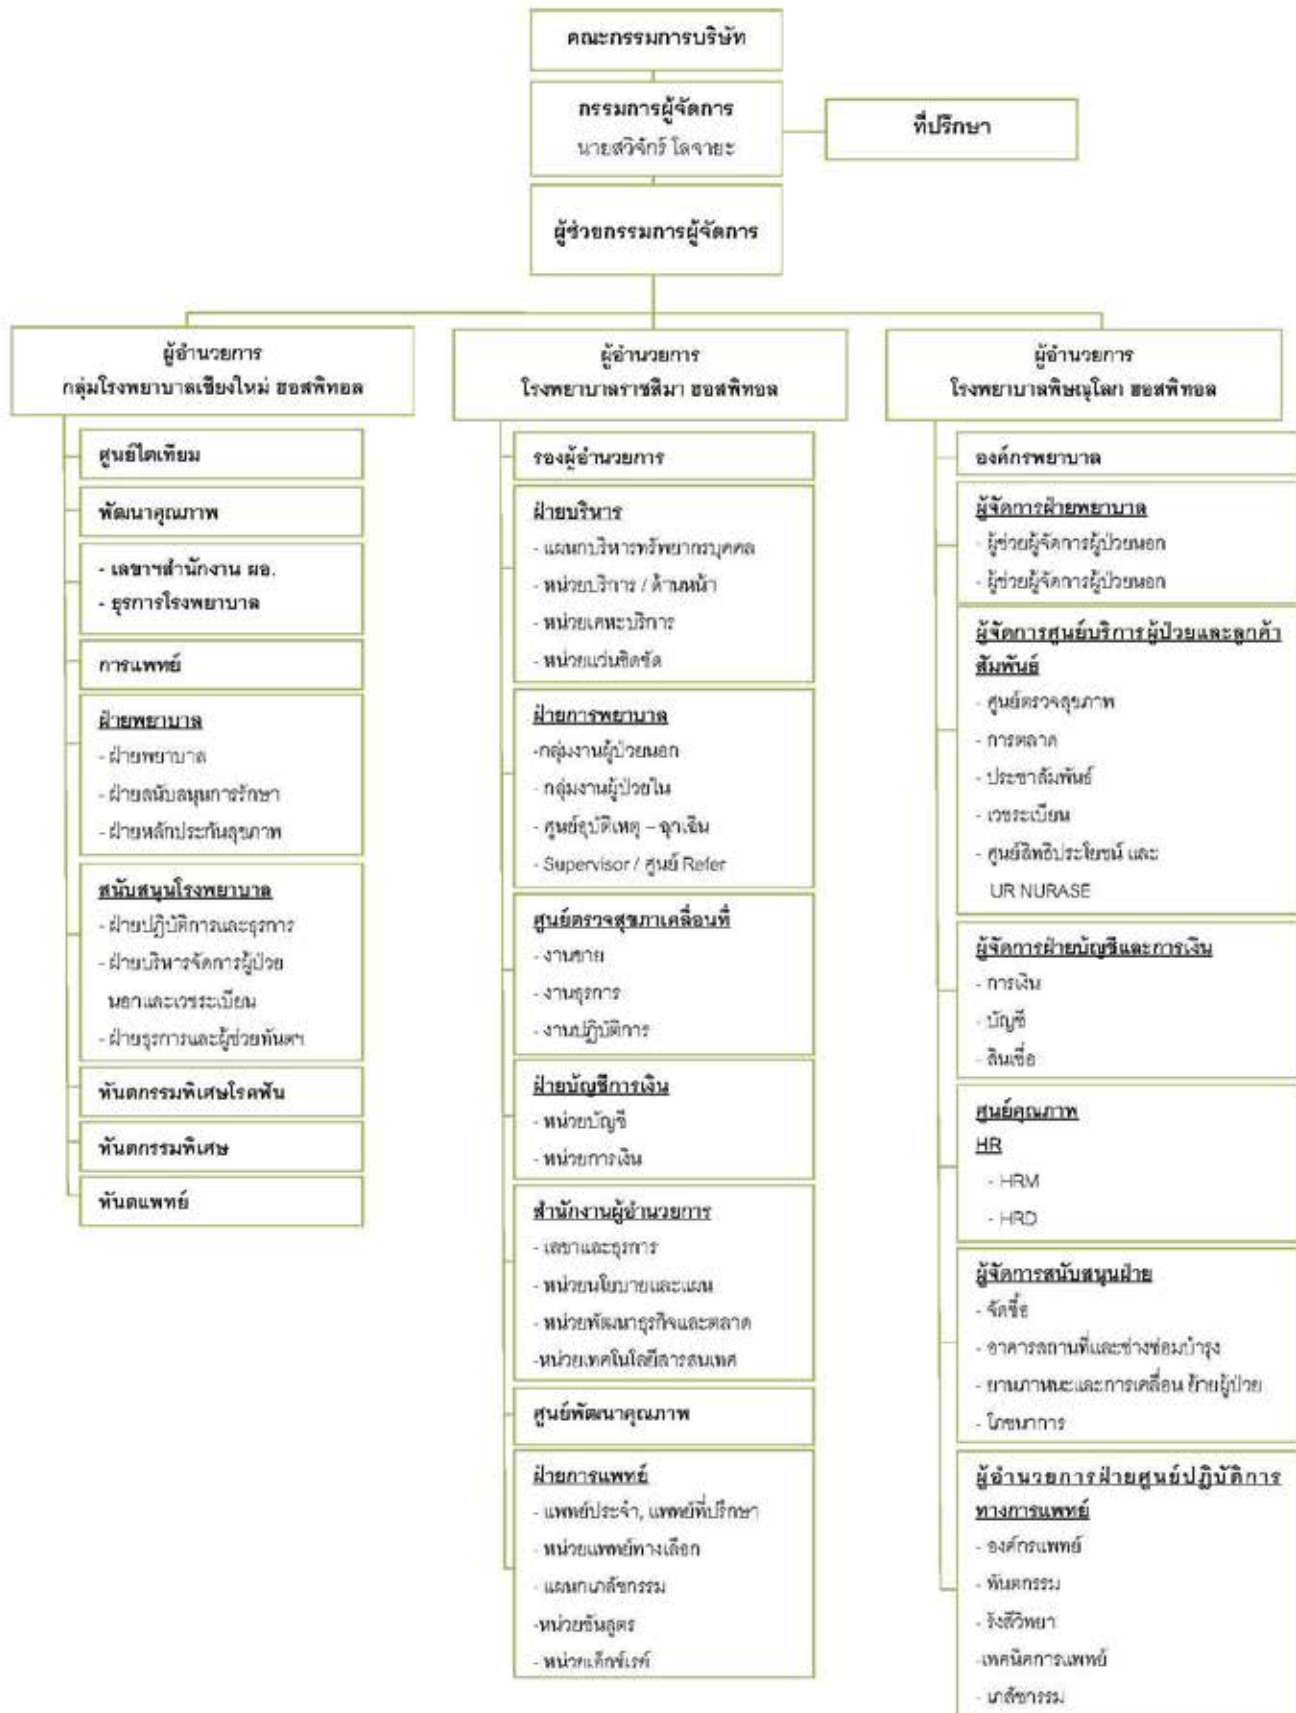 คณะกรรมการบริษัท
กรรมการผู้จัดการ
นายสวิจักร์ โลจายะ
ที่ปรึกษา
ผู้ช่วยกรรมการผู้จัดการ
ผู้อำนวยการ
กลุ่มโรงพยาบาลเชียงใหม่ ฮอสพิทอล
ศูนย์ไตเทียม
พัฒนาคุณภาพ
- เลขาฯสำนักงาน ผอ.
- ธุรการโรงพยาบาล
การแพทย์
ฝ่ายพยาบาล
- ฝ่ายพยาบาล
- ฝ่ายสนับสนุนการรักษา
- ฝ่ายหลักประกันสุขภาพ
สนับสนุนโรงพยาบาล
- ฝ่ายปฏิบัติการและธุรการ
- ฝ่ายบริหารจัดการผู้ป่วย
นอกและเวชระเบียน
- ฝ่ายธุรการและผู้ช่วยทันตฯ
ทันตกรรมพิเศษโรคฟัน
ทันตกรรมพิเศษ
ทันตแพทย์
ผู้อำนวยการ
โรงพยาบาลราชสีมา ฮอสพิทอล
รองผู้อำนวยการ
ฝ่ายบริหาร
- แผนกบริหารทรัพยากรบุคคล
- หน่วยบริการ / ด้านหน้า
- หน่วยเคหะบริการ
- หน่วยแว่นชิดชัด
ฝ่ายการพยาบาล
-กลุ่มงานผู้ป่วยนอก
- กลุ่มงานผู้ป่วยใน
- ศูนย์อุบัติเหตุ – ฉุกเฉิน
- Supervisor / ศูนย์ Refer
ศูนย์ตรวจสุขภาเคลื่อนที่
- งานขาย
- งานธุรการ
- งานปฏิบัติการ
ฝ่ายบัญชีการเงิน
- หน่วยบัญชี
- หน่วยการเงิน
สำนักงานผู้อำนวยการ
- เลขาและธุรการ
- หน่วยนโยบายและแผน
- หน่วยพัฒนาธุรกิจและตลาด
-หน่วยเทคโนโลยีสารสนเทศ
ศูนย์พัฒนาคุณภาพ
ฝ่ายการแพทย์
- แพทย์ประจำ, แพทย์ที่ปรึกษา
- หน่วยแพทย์ทางเลือก
- แผนกเภสัชกรรม
-หน่วยชันสูตร
- หน่วยเอ็กซ์เรย์
ผู้อำนวยการ
โรงพยาบาลพิษณุโลก ฮอสพิทอล
องค์กรพยาบาล
ผู้จัดการฝ่ายพยาบาล
- ผู้ช่วยผู้จัดการผู้ป่วยนอก
- ผู้ช่วยผู้จัดการผู้ป่วยนอก
ผู้จัดการศูนย์บริการผู้ป่วยและลูกค้า
สัมพันธ์
- ศูนย์ตรวจสุขภาพ
- การตลาด
- ประชาสัมพันธ์
- เวชระเบียน
- ศูนย์สิทธิประโยชน์ และ
UR NURASE
ผู้จัดการฝ่ายบัญชีและการเงิน
- การเงิน
- บัญชี
- สินเชื่อ
ศูนย์คุณภาพ
HR
- HRM
- HRD
ผู้จัดการสนับสนุนฝ่าย
- จัดซื้อ
- อาคารสถานที่และช่างซ่อมบำรุง
- ยานภาหนะและการเคลื่อน ย้ายผู้ป่วย
- โภชนาการ
ผู้อำนวยการฝ่ายศูนย์ปฏิบัติการ
ทางการแพทย์
- องค์กรแพทย์
- ทันตกรรม
- รังสีวิทยา
-เทคนิคการแพทย์
- เภสัชกรรม